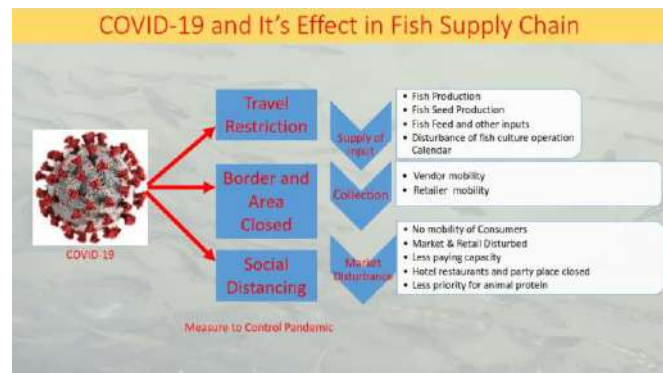 COVID-19 and It's Effect in Fish Supply Chain
Travel
Restriction
Border and
Area
Closed
Social
Distancing
COVID-19
Measure to Control Pandemic
Supply of
input
Collection
Market
Disturbance
• Fish Production
• Fish Seed Production
• Fish Feed and other inputs
• Disturbance of fish culture operation
Calendar
• Vendor mobility
• Retailer mobility
• No mobility of Consumers
• Market & Retail Disturbed
• Less paying capacity
• Hotel restaurants and party place closed
• Less priority for animal protein